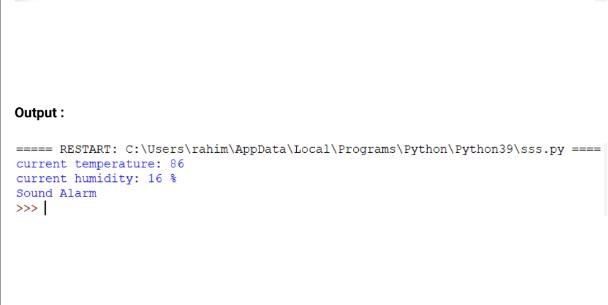 Output :
===== RESTART: C:\Users\rahim\AppData\Local\Programs\Python\Python39\sss.py ====
current temperature: 86
current humidity: 16 %
Sound Alarm
>>>